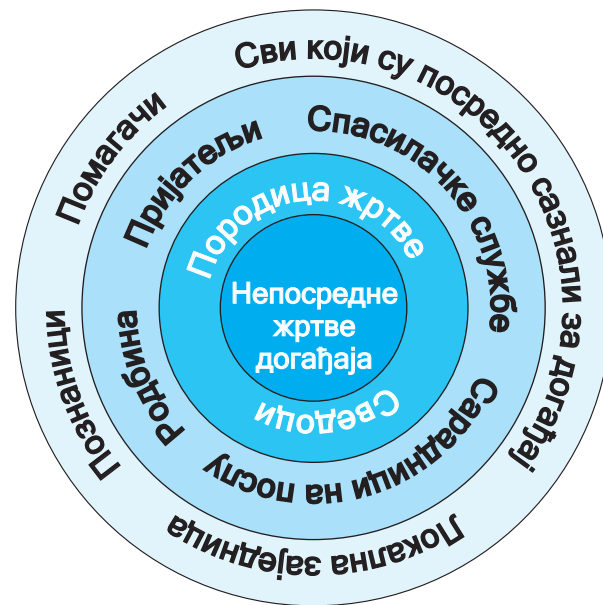 Сви који су посредно сазнали за догађај
Помагачи
Познаници
Локална заједница
Пријатељи
Спасилачке службе
Родбина
Сарадници на послу
Породица жртве
Сведоци
Непосредне
жртве
догађаја